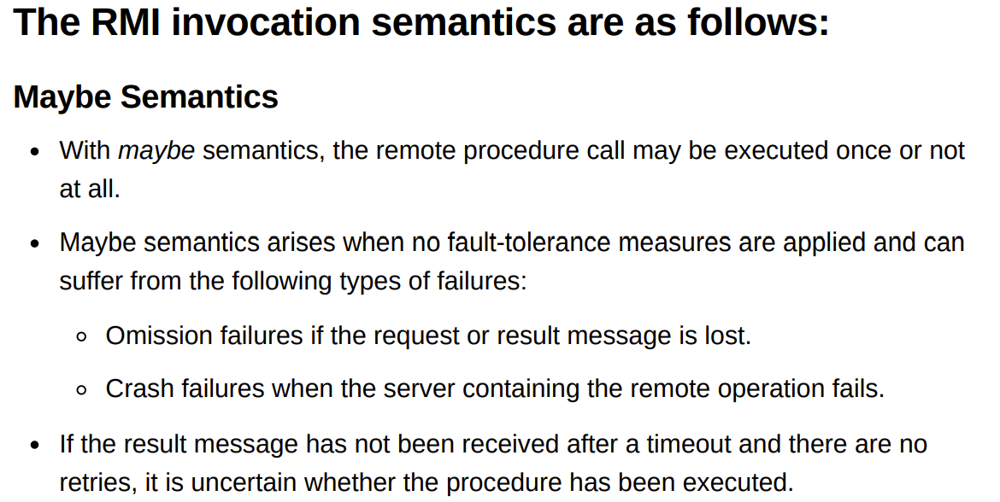 The RMI invocation semantics are as follows:
Maybe Semantics
• With maybe semantics, the remote procedure call may be executed once or not
at all.
• Maybe semantics arises when no fault-tolerance measures are applied and can
suffer from the following types of failures:
◦ Omission failures if the request or result message is lost.
◦ Crash failures when the server containing the remote operation fails.
• If the result message has not been received after a timeout and there are no
retries, it is uncertain whether the procedure has been executed.